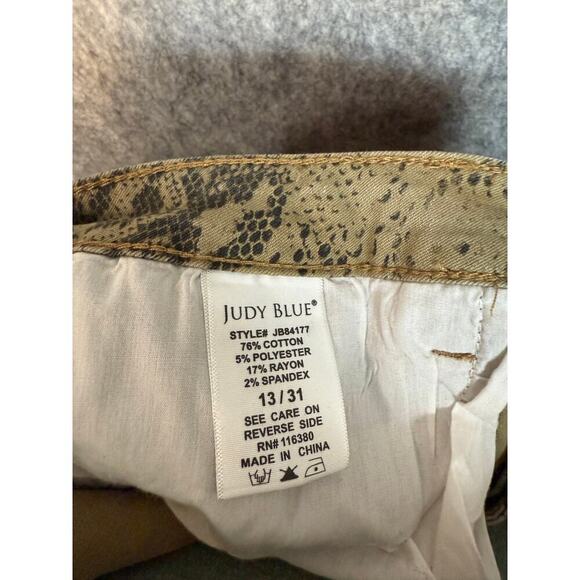 JUDY BLUE®
STYLE# JB84177
76% COTTON
5% POLYESTER
17% RAYON
2% SPANDEX
13 / 31
SEE CARE ON
REVERSE SIDE
RN# 116380
MADE IN CHINA